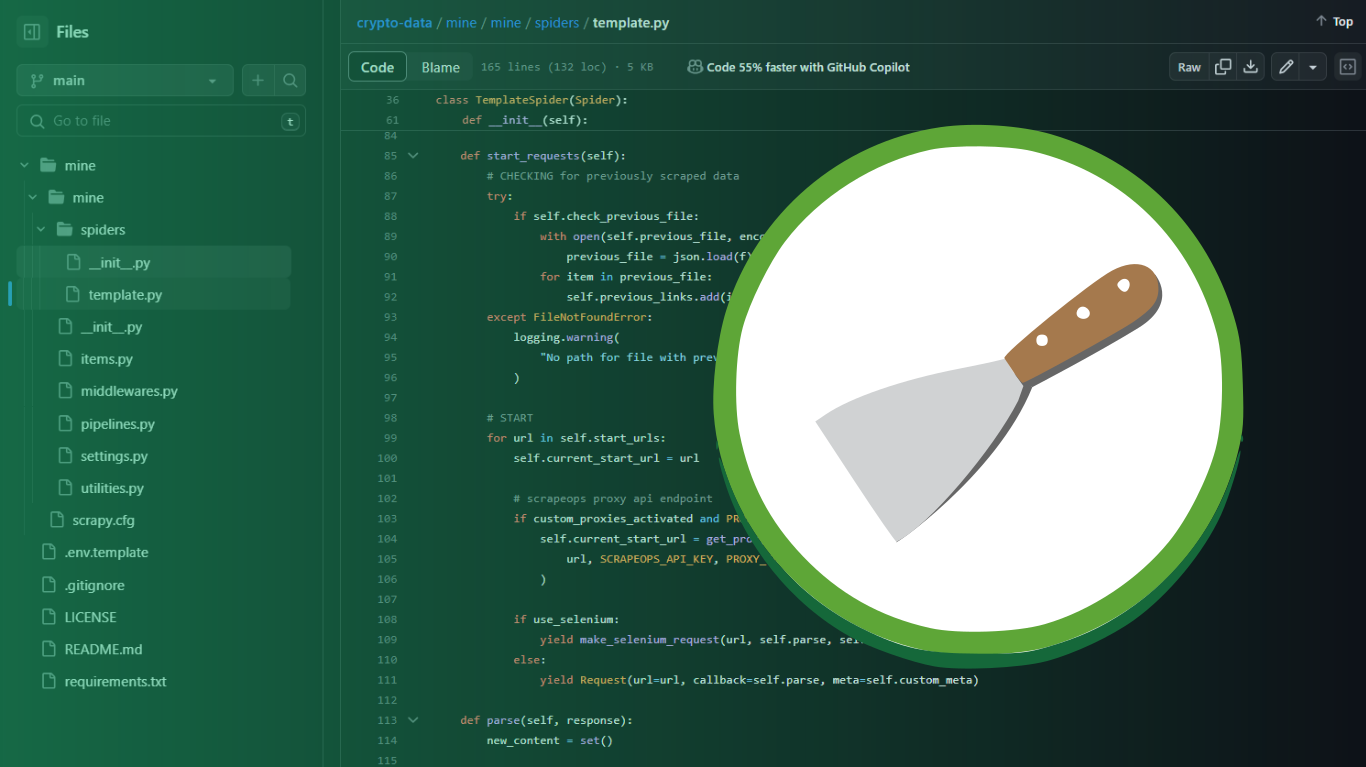 Files
main
Go to file
t
mine
mine
spiders
__init__.py
template.py
__init__.py
items.py
middlewares.py
pipelines.py
settings.py
utilities.py
scrapy.cfg
.env.template
.gitignore
LICENSE
README.md
requirements.txt
crypto-data / mine / mine / spiders / template.py
Top
Code Blame 165 lines (132 loc) · 5 KB Code 55% faster with GitHub Copilot
Raw
36 class TemplateSpider(Spider):
61 def __init__(self):
84
85 def start_requests(self):
86 # CHECKING for previously scraped data
87 try:
88 if self.check_previous_file:
89 with open(self.previous_file,
90 previous_file = json.load(f)
91 for item in previous_file:
92 self.previous_links.add(
93 except FileNotFoundError:
94 logging.warning(
95 "No path for file with
96 )
97
98 # START
99 for url in self.start_urls:
100 self.current_start_url = url
101
102 # scrapeops proxy api endpoint
103 if custom_proxies_activated and
104 self.current_start_url =
105 url, SCRAPEOPS_API_KEY,
106 )
107
108 if use_selenium:
109 yield make_selenium_request(url, self.parse,
110 else:
111 yield Request(url=url, callback=self.parse, meta=self.custom_meta)
112
113 def parse(self, response):
114 new_content = set()
115